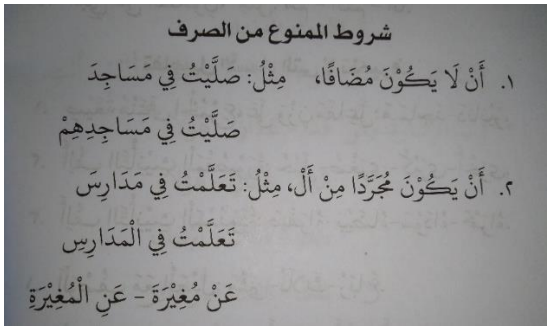 شروط الممنوع من الصرف
١. أَنْ لَا يَكُوْنَ مُضَافًا، مِثْلُ: صَلَّيْتُ فِي مَسَاجِدَ
صَلَّيْتُ فِي مَسَاجِدِهِمْ
٢. أَنْ يَكُوْنَ مُجَرَّدًا مِنْ أَلْ، مِثْلُ: تَعَلَّمْتُ فِي مَدَارِسَ
تَعَلَّمْتُ فِي الْمَدَارِسِ
عَنْ مُغِيْرَةَ – عَنِ الْمُغِيْرَةِ